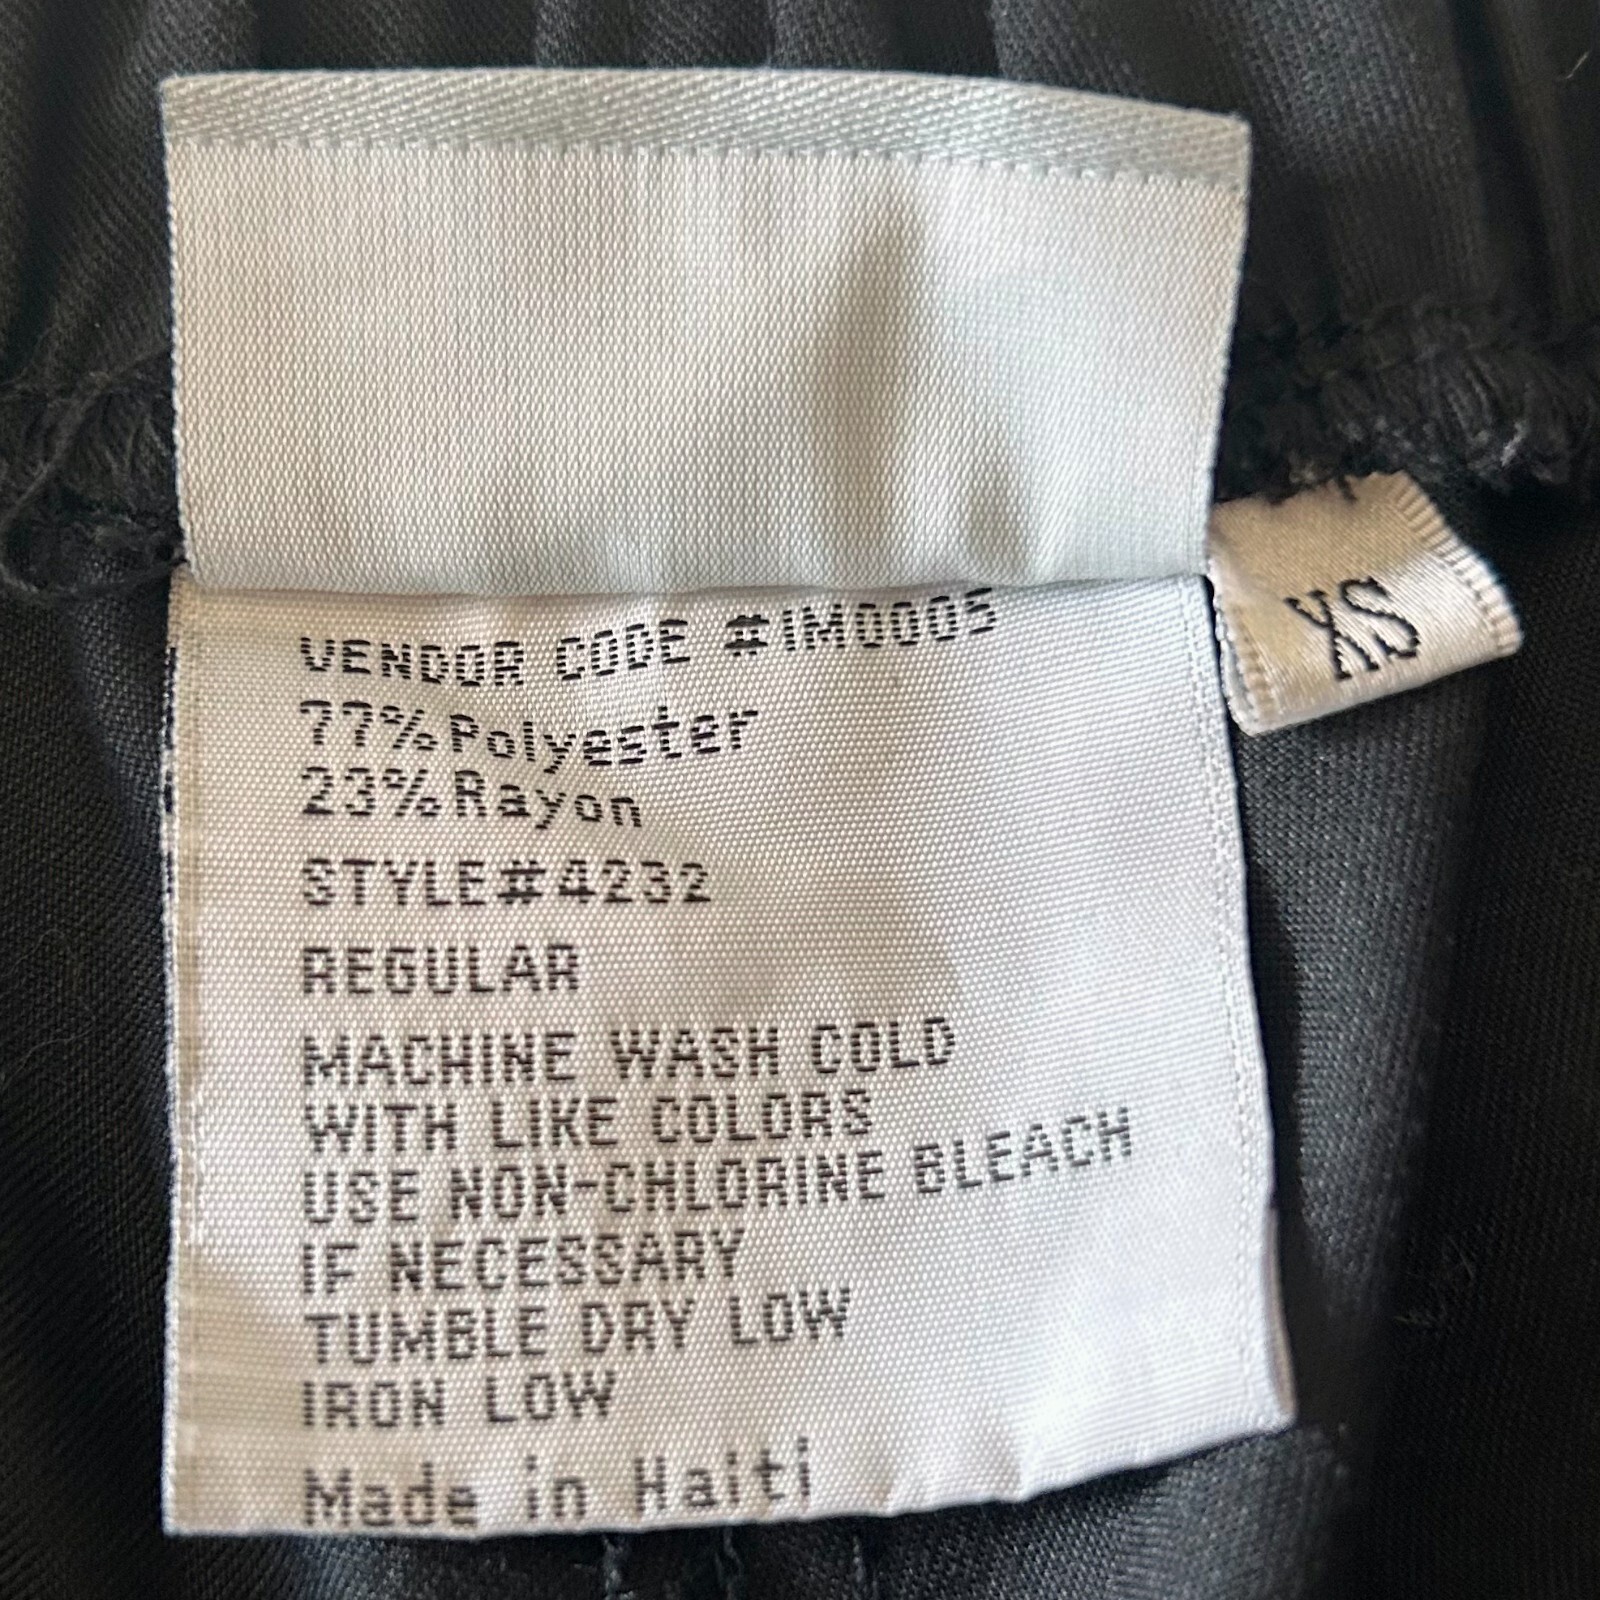 VENDOR CODE #IM0005
77%Polyester
23%Rayon
STYLE#4232
REGULAR
MACHINE WASH COLD
WITH LIKE COLORS
USE NON-CHLORINE BLEACH
IF NECESSARY
TUMBLE DRY LOW
IRON LOW
Made in Haiti
XS